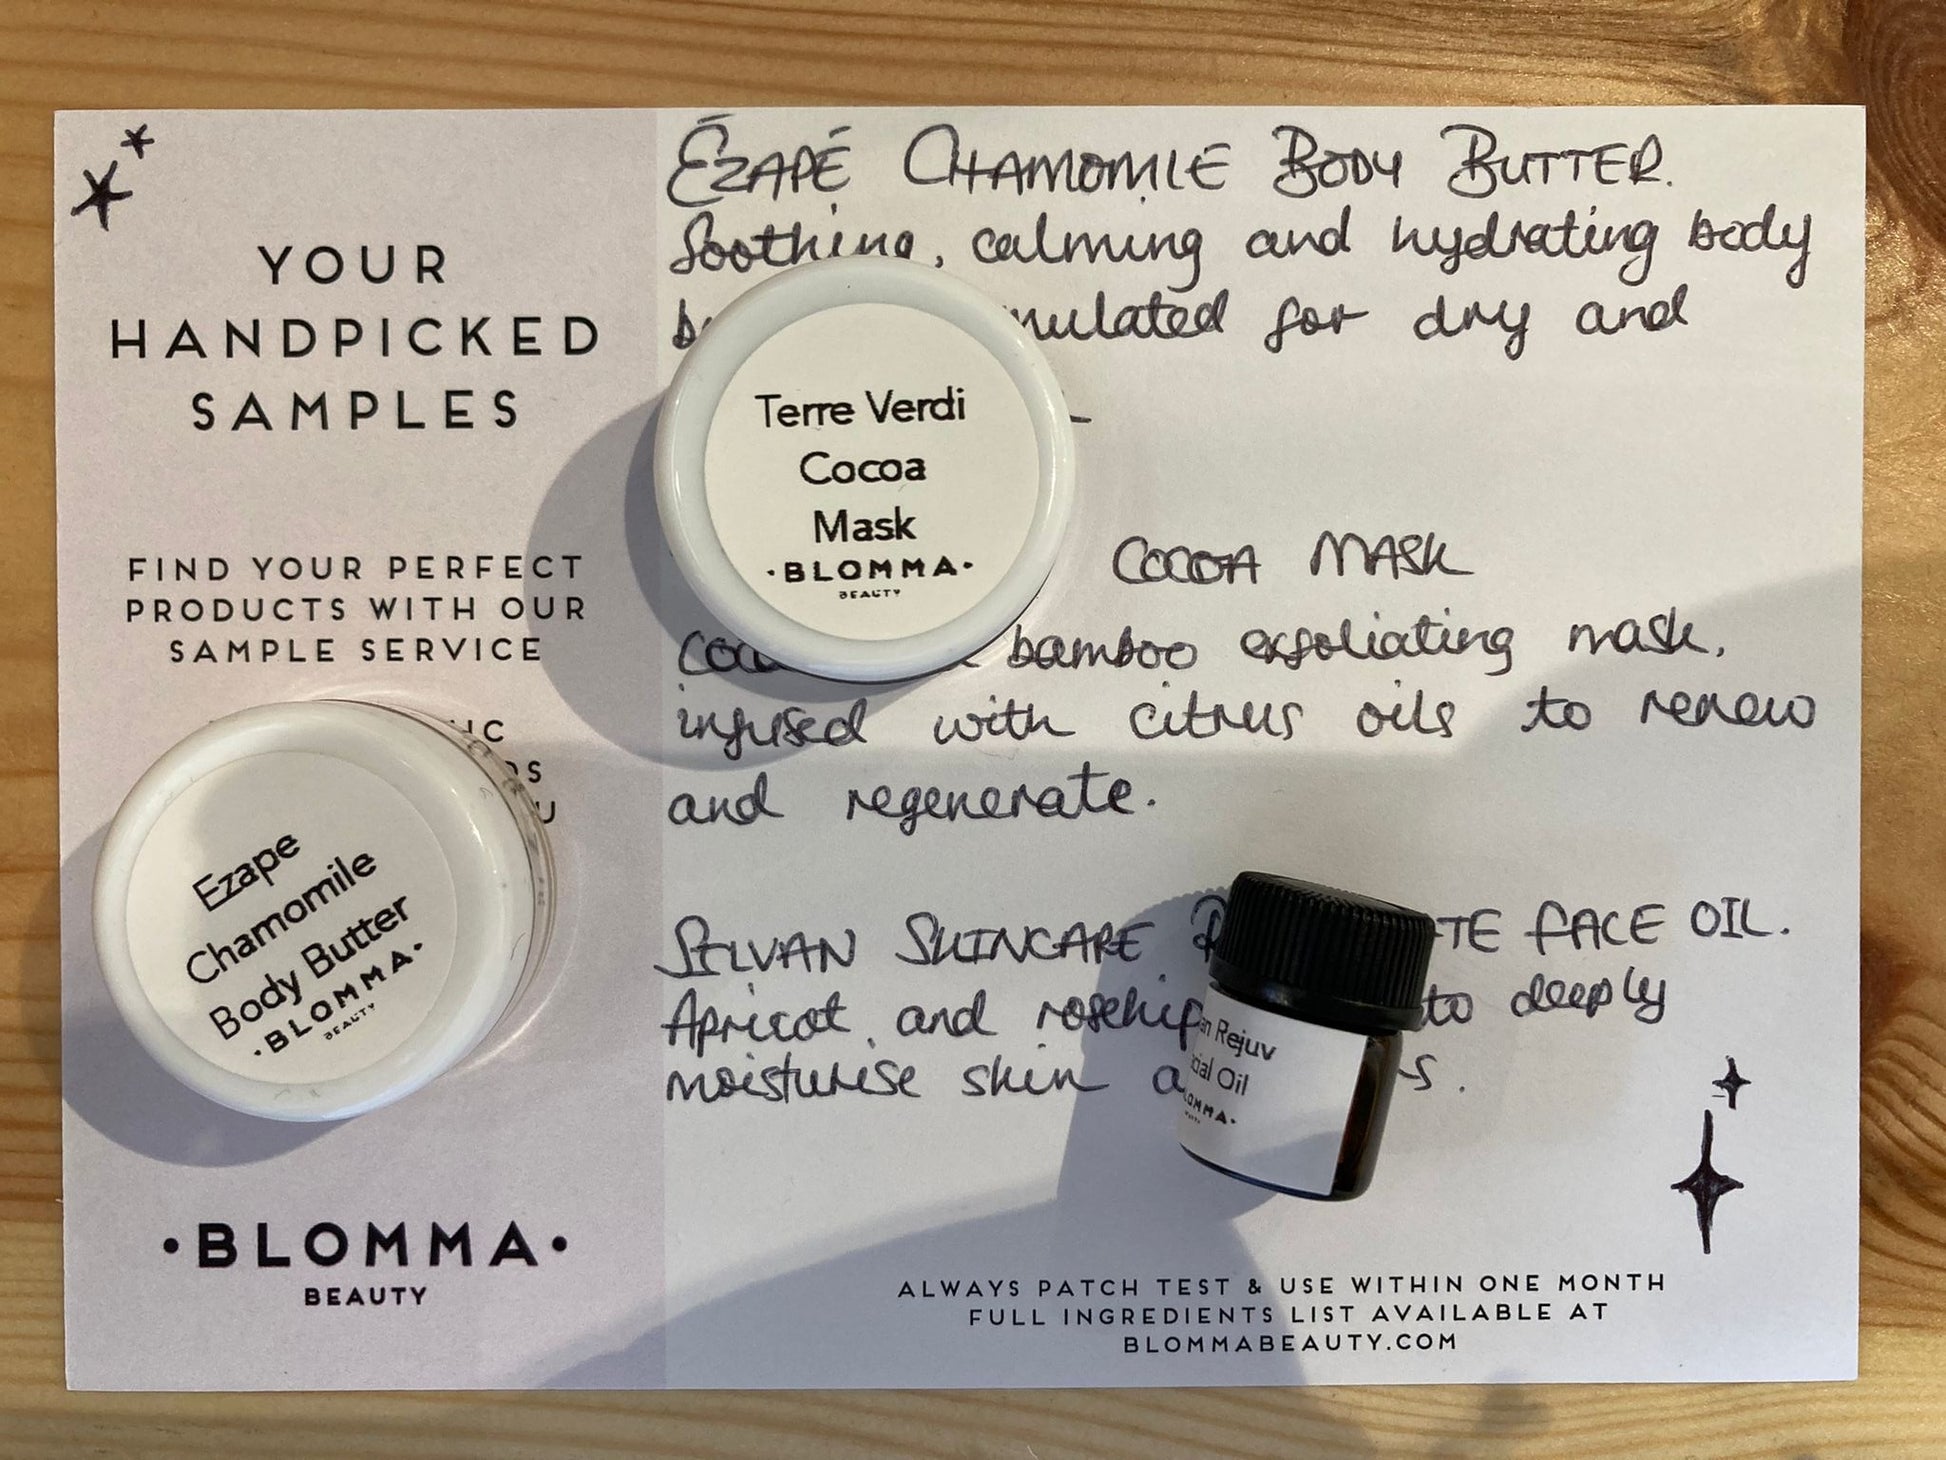 YOUR
HANDPICKED
SAMPLES
FIND YOUR PERFECT
PRODUCTS WITH OUR
SAMPLE SERVICE
Ezape
Chamomile
Body Butter
·BLOMMA·
BEAUTY
·BLOMMA·
BEAUTY
ÉZAPÉ CHAMOMILE BODY BUTTER.
Soothing, calming and hydrating body
for dry and
Terre Verdi
Cocoa
Mask
·BLOMMA·
BEAUTY
COCOA MASK
bamboo exfoliating mask,
infused with citrus oils to renew
and regenerate.
SILVAN SKINCARE FACE OIL.
Apricot and rosehip to deeply
moisturise skin
Rejuv
Oil
ALWAYS PATCH TEST & USE WITHIN ONE MONTH
FULL INGREDIENTS LIST AVAILABLE AT
BLOMMABEAUTY.COM